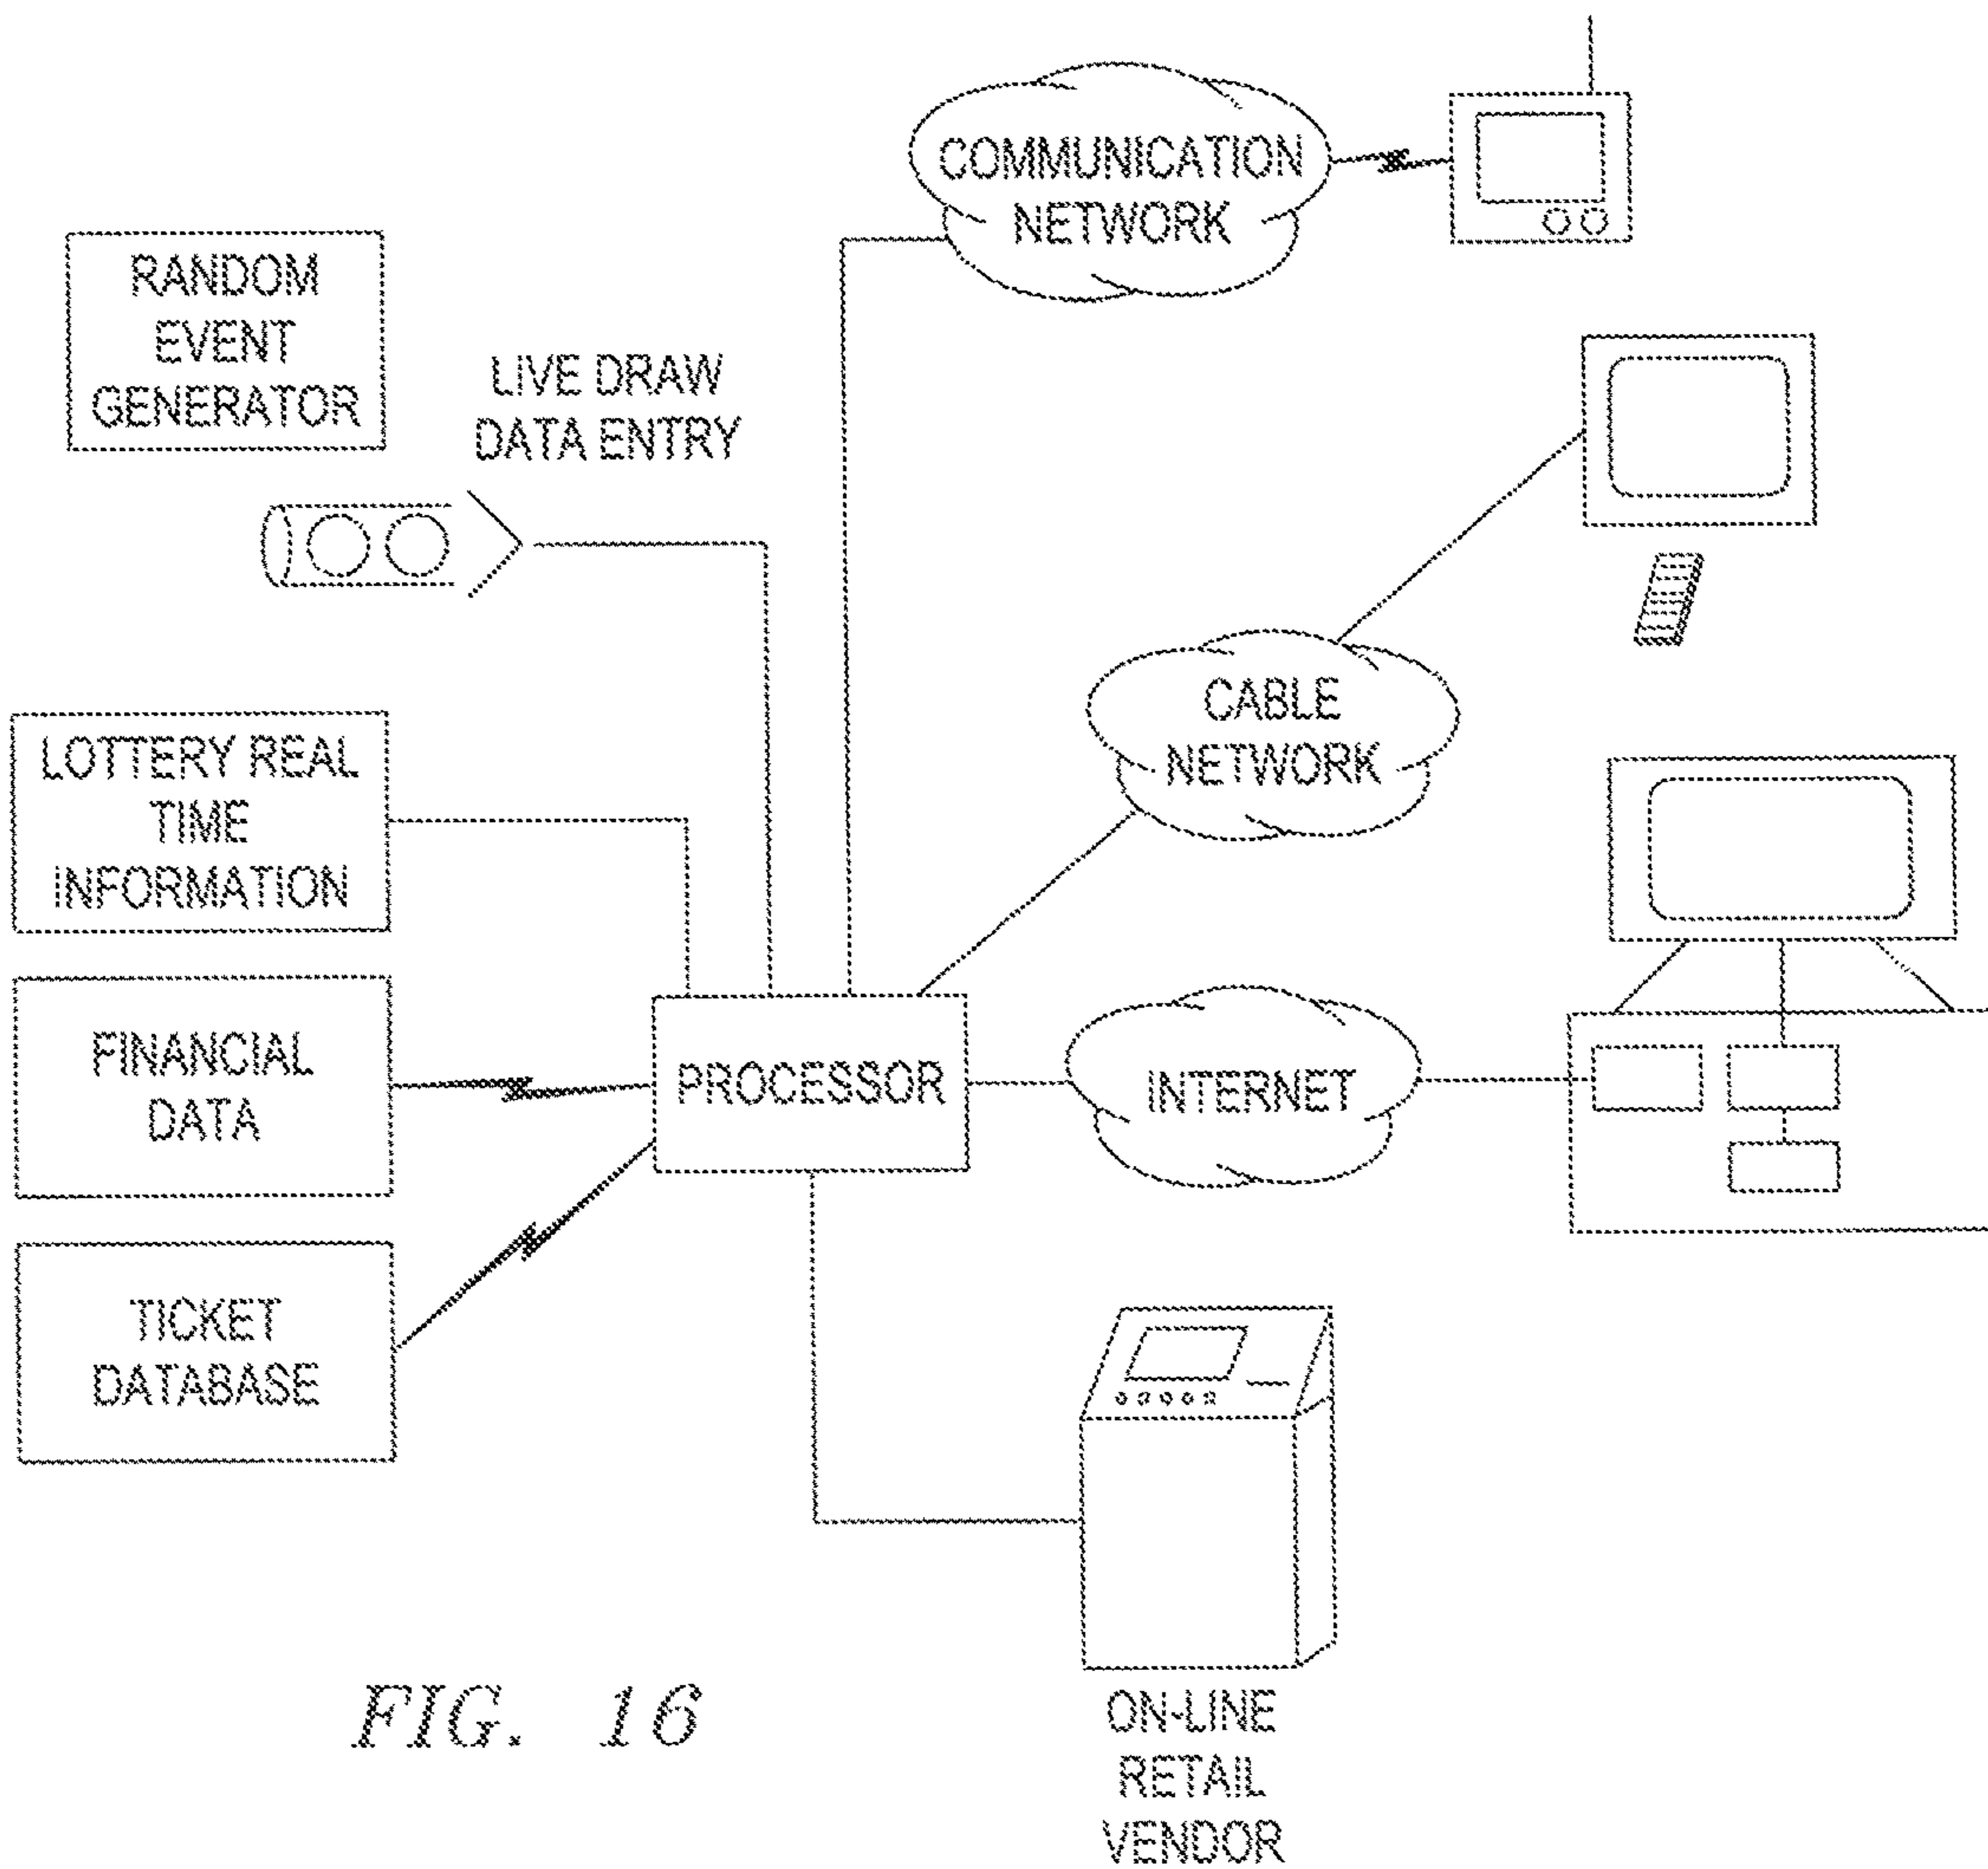 COMMUNICATION
NETWORK
RANDOM
EVENT
GENERATOR
LIVE DRAW
DATA ENTRY
CABLE
NETWORK
LOTTERY REAL
TIME
INFORMATION
FINANCIAL
DATA
PROCESSOR
INTERNET
TICKET
DATABASE
ON-LINE
RETAIL
VENDOR
FIG. 16